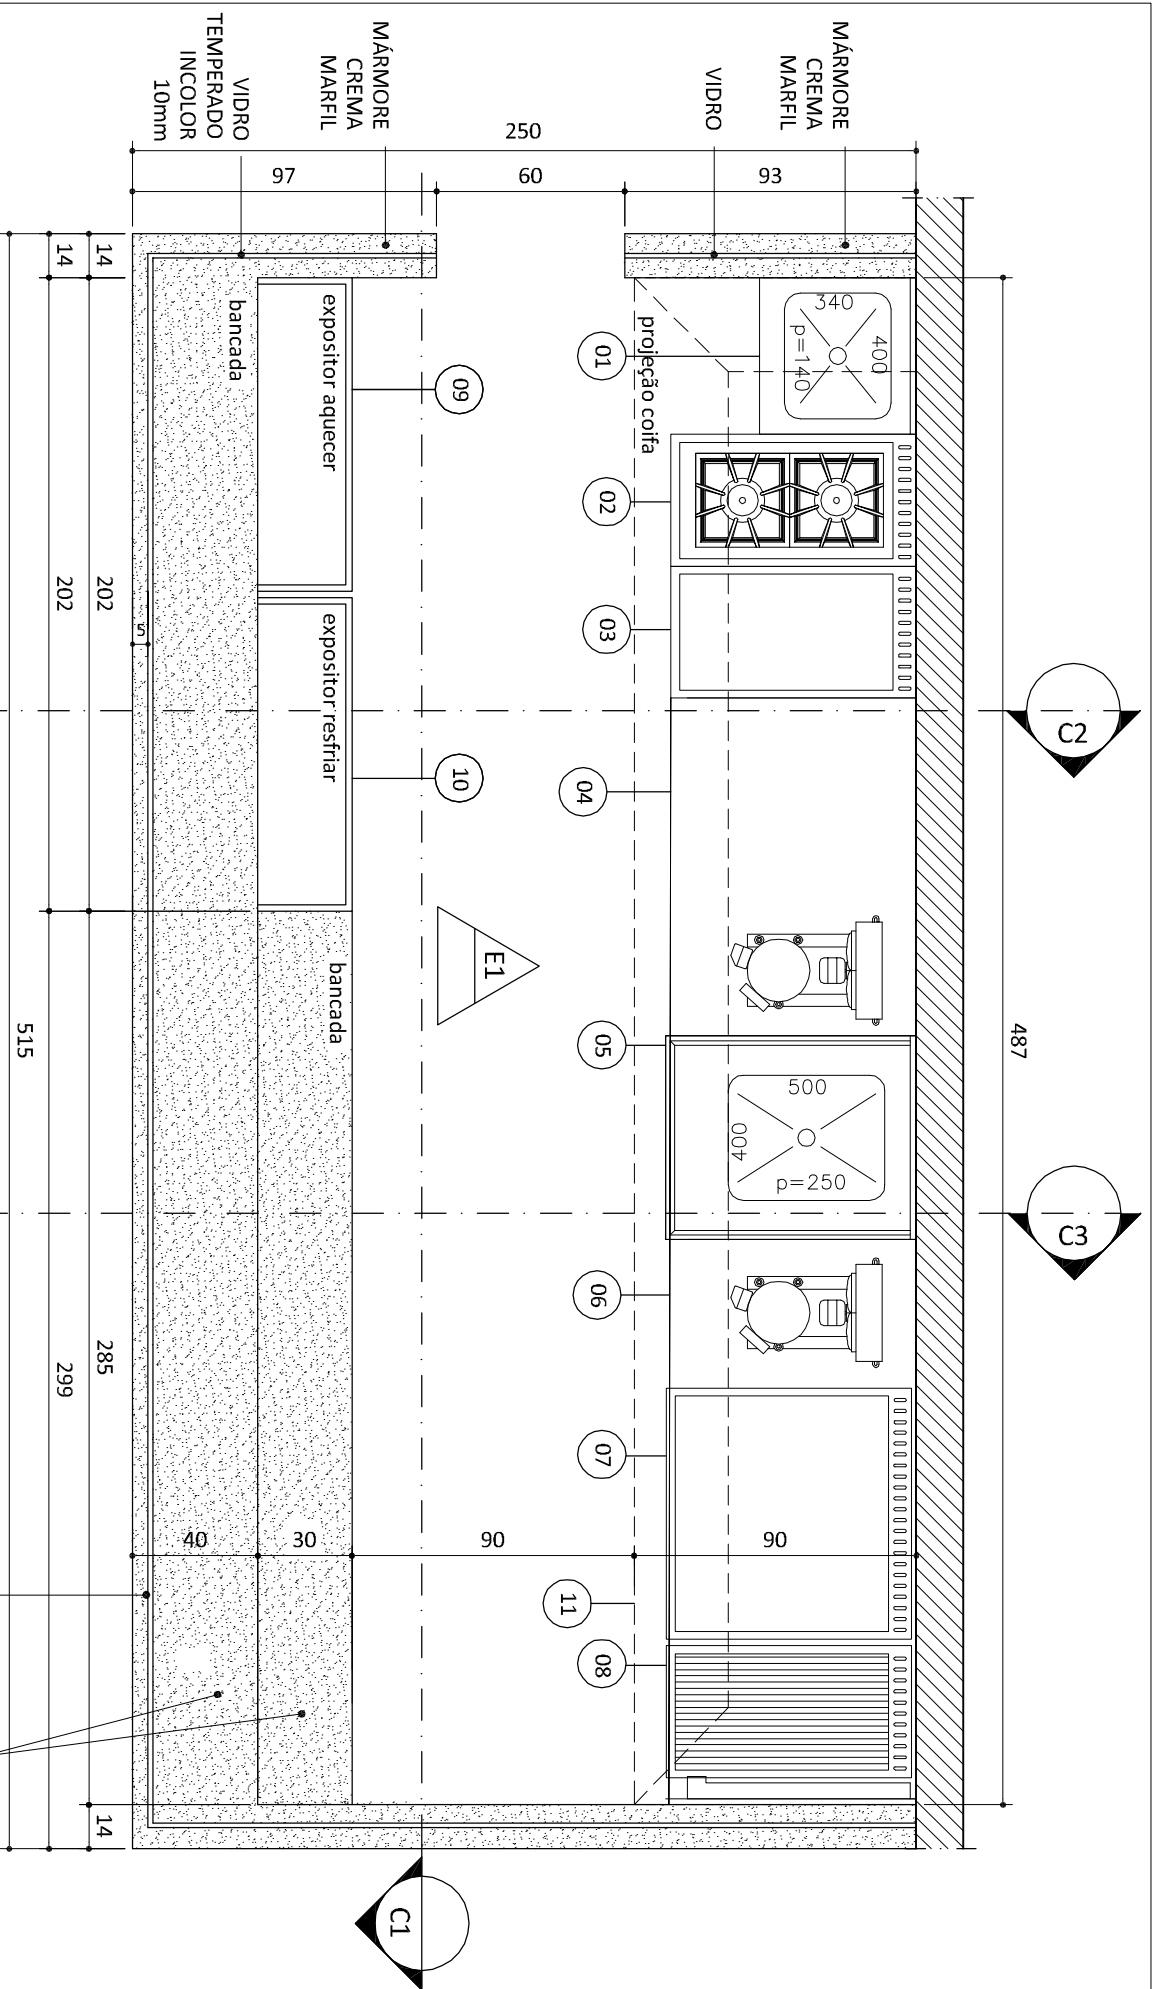 MÁRMORE
CREMA
MARFIL
VIDRO
MÁRMORE
CREMA
MARFIL
VIDRO
TEMPERADO
INCOLOR
10mm
250
97
60
93
14
14
340
400
p=140
01
projeção coifa
02
03
04
05
06
07
08
09
10
11
expositor aquecer
expositor resfriar
bancada
bancada
E1
C2
C3
C1
500
400
p=250
487
202
202
5
515
285
299
14
40
30
90
90